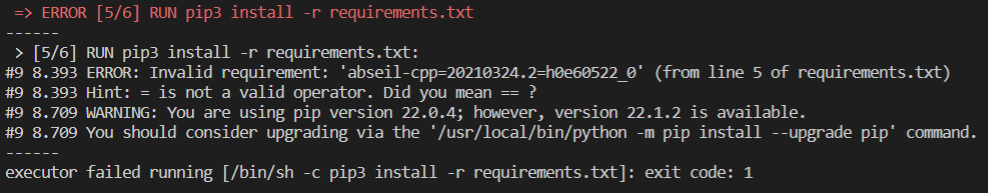 => ERROR [5/6] RUN pip3 install -r requirements.txt
------
> [5/6] RUN pip3 install -r requirements.txt:
#9 8.393 ERROR: Invalid requirement: 'abseil-cpp=20210324.2=h0e60522_0' (from line 5 of requirements.txt)
#9 8.393 Hint: = is not a valid operator. Did you mean == ?
#9 8.709 WARNING: You are using pip version 22.0.4; however, version 22.1.2 is available.
#9 8.709 You should consider upgrading via the '/usr/local/bin/python -m pip install --upgrade pip' command.
------
executor failed running [/bin/sh -c pip3 install -r requirements.txt]: exit code: 1